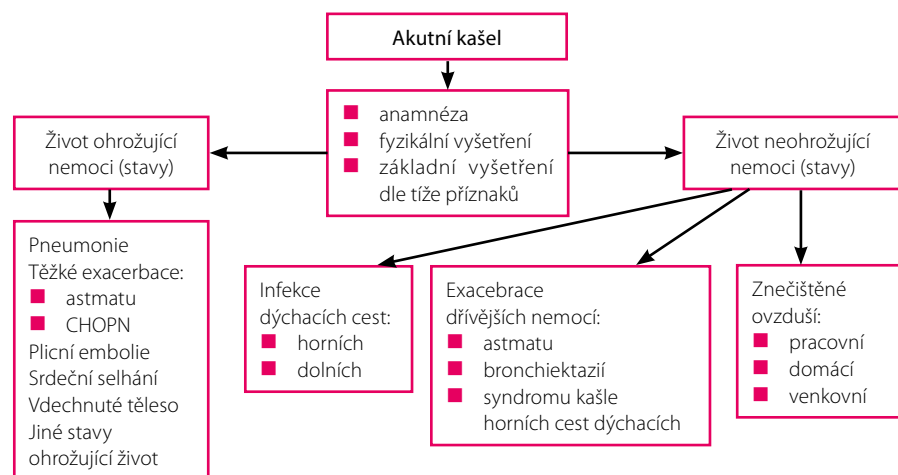 Akutní kašel
anamnéza
fyzikální vyšetření
základní vyšetření
dle tíže příznaků
Život ohrožující
nemoci (stavy)
Život neohrožující
nemoci (stavy)
Pneumonie
Těžké exacerbace:
astmatu
CHOPN
Plicní embolie
Srdeční selhání
Vdechnuté těleso
Jiné stavy
ohrožující život
Infekce
dýchacích cest:
horních
dolních
Exacebrace
dřívějších nemocí:
astmatu
bronchiektazií
syndromu kašle
horních cest dýchacích
Znečištěné
ovzduší:
pracovní
domácí
venkovní